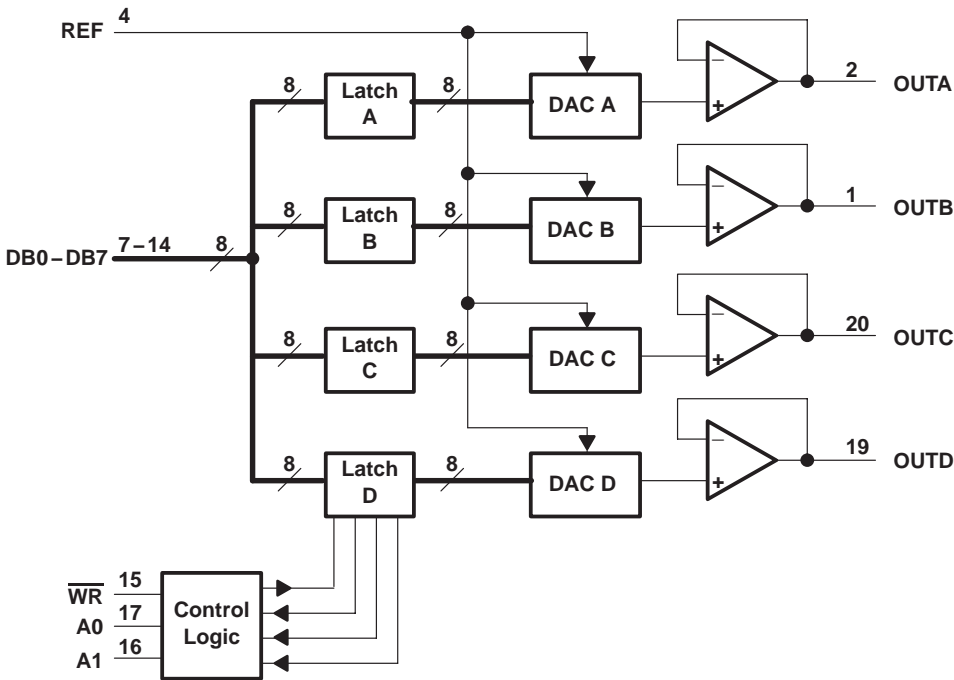 REF 4
8 Latch A 8 DAC A − + 2 OUTA
8 Latch B 8 DAC B − + 1 OUTB
DB0–DB7 7–14 8
8 Latch C 8 DAC C − + 20 OUTC
8 Latch D 8 DAC D − + 19 OUTD
WR 15
A0 17
A1 16
Control
Logic